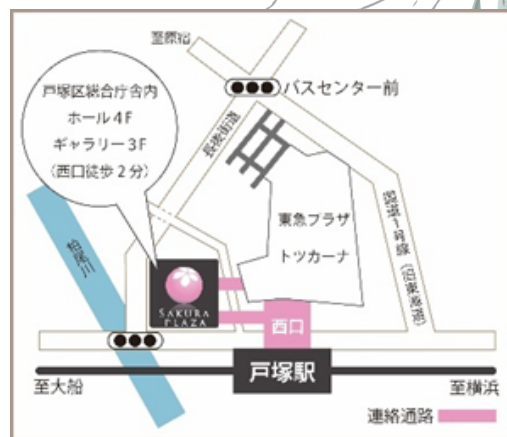 至原宿
バスセンター前
戸塚区総合庁舎内
ホール4F
ギャラリー3F
(西口徒歩2分)
長後街道
国道1号線(旧東海道)
東急プラザ
トツカーナ
柏尾川
SAKURA
PLAZA
西口
戸塚駅
至大船
至横浜
連絡通路